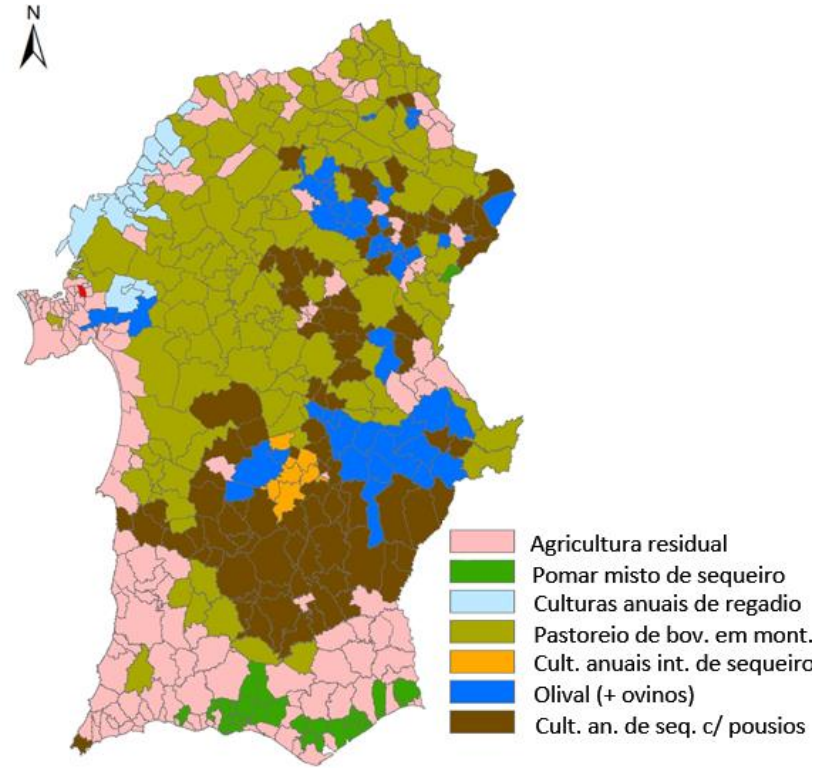 N
Agricultura residual
Pomar misto de sequeiro
Culturas anuais de regadio
Pastoreio de bov. em mont.
Cult. anuais int. de sequeiro
Olival (+ ovinos)
Cult. an. de seq. c/ pousios